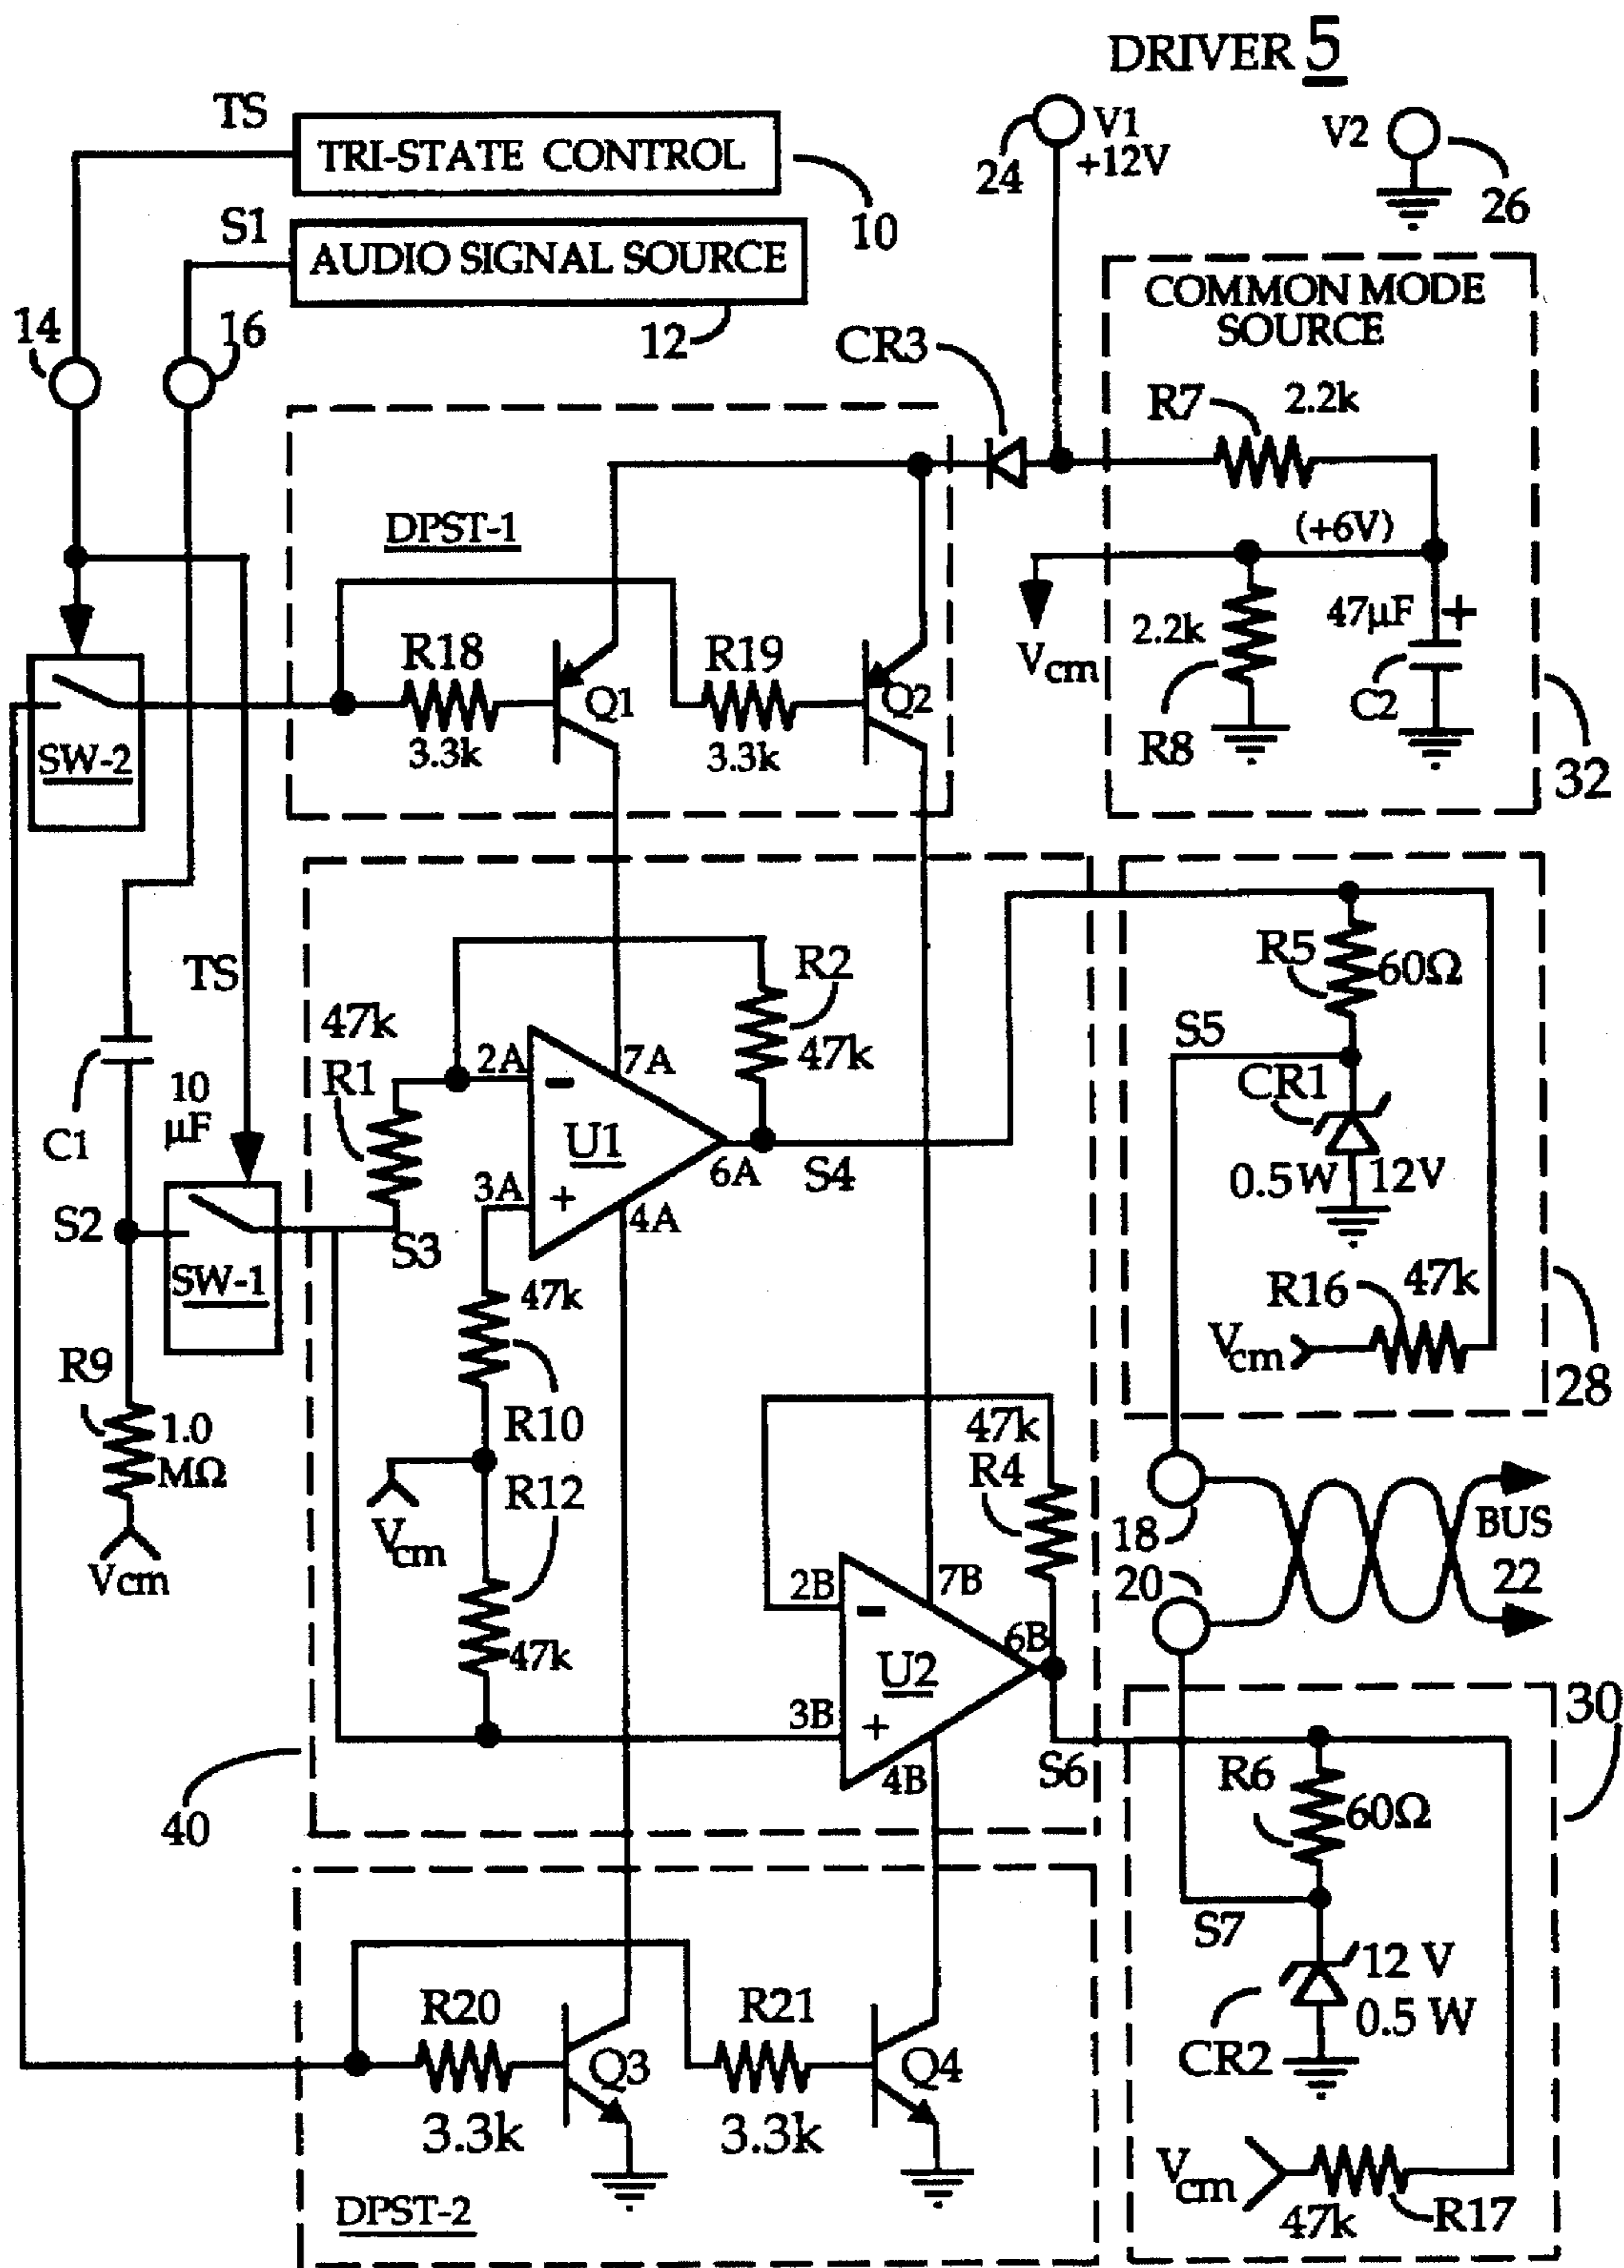 DRIVER 5
TS
TRI-STATE CONTROL
10
S1
AUDIO SIGNAL SOURCE
12
14
16
24
V1
+12V
V2
26
COMMON MODE
SOURCE
CR3
R7
2.2k
(+6V)
Vcm
2.2k
R8
47µF
+
C2
32
DPST-1
R18
3.3k
Q1
R19
3.3k
Q2
SW-2
TS
C1
10
µF
S2
SW-1
R9
1.0
MΩ
Vcm
47k
R1
S3
2A
-
7A
R2
47k
U1
3A
+
4A
6A
S4
47k
R10
Vcm
R12
47k
47k
R4
2B
-
7B
6B
U2
3B
+
4B
S6
40
R5
60Ω
S5
CR1
0.5W
12V
R16
47k
Vcm
28
18
20
BUS
22
30
R6
60Ω
S7
12 V
0.5 W
CR2
Vcm
47k
R17
R20
3.3k
Q3
R21
3.3k
Q4
DPST-2